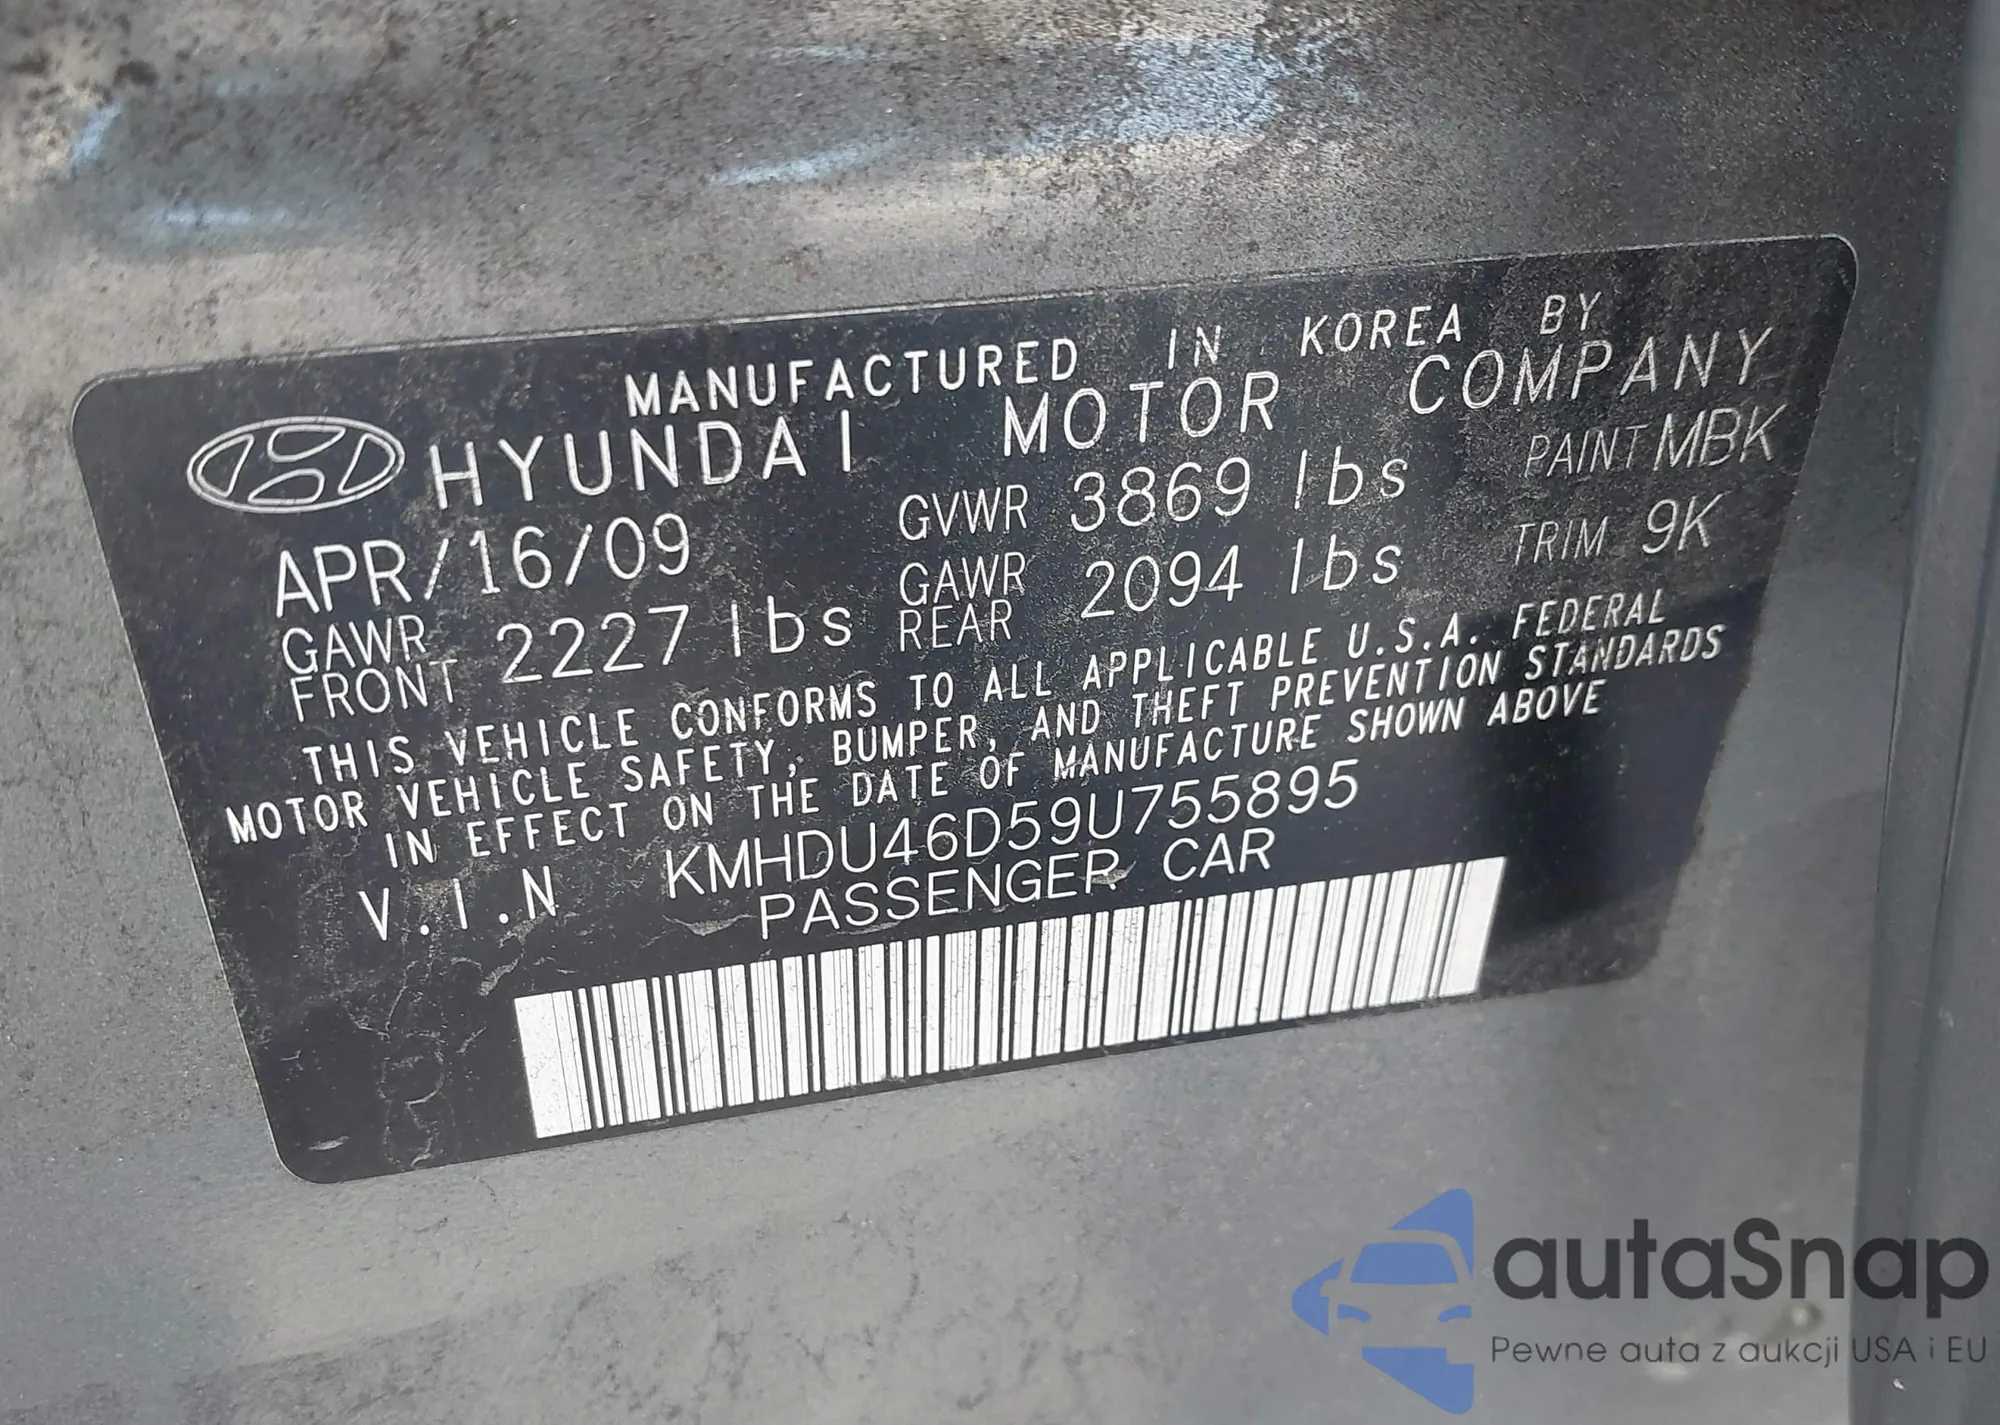 MANUFACTURED IN KOREA BY
HYUNDAI MOTOR COMPANY
APR/16/09 GVWR 3869 lbs PAINT MBK
GAWR FRONT 2227 lbs GAWR REAR 2094 lbs TRIM 9K
THIS VEHICLE CONFORMS TO ALL APPLICABLE U.S.A. FEDERAL
MOTOR VEHICLE SAFETY, BUMPER, AND THEFT PREVENTION STANDARDS
IN EFFECT ON THE DATE OF MANUFACTURE SHOWN ABOVE
V.I.N KMHDU46D59U755895
PASSENGER CAR
autaSnap
Pewne auta z aukcji USA i EU